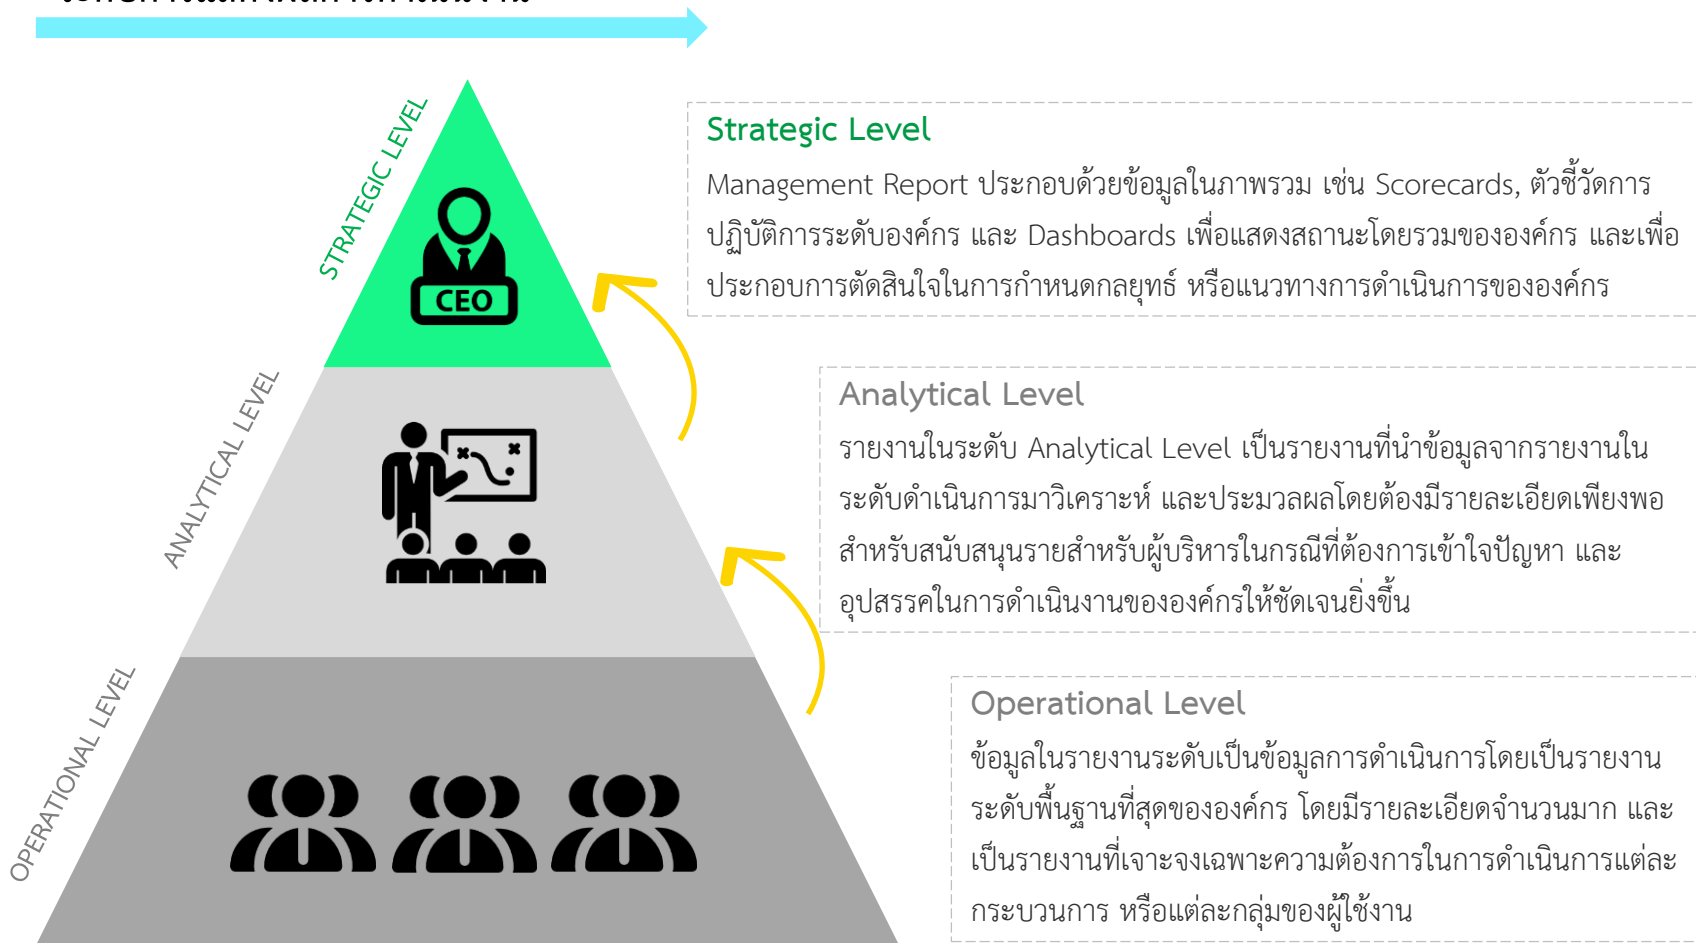 STRATEGIC LEVEL
CEO
Strategic Level
Management Report ประกอบด้วยข้อมูลในภาพรวม เช่น Scorecards, ตัวชี้วัดการ
ปฏิบัติการระดับองค์กร และ Dashboards เพื่อแสดงสถานะโดยรวมขององค์กร และเพื่อ
ประกอบการตัดสินใจในการกำหนดกลยุทธ์ หรือแนวทางการดำเนินการขององค์กร
ANALYTICAL LEVEL
Analytical Level
รายงานในระดับ Analytical Level เป็นรายงานที่นำข้อมูลจากรายงานใน
ระดับดำเนินการมาวิเคราะห์ และประมวลผลโดยต้องมีรายละเอียดเพียงพอ
สำหรับสนับสนุนรายสำหรับผู้บริหารในกรณีที่ต้องการเข้าใจปัญหา และ
อุปสรรคในการดำเนินงานขององค์กรให้ชัดเจนยิ่งขึ้น
OPERATIONAL LEVEL
Operational Level
ข้อมูลในรายงานระดับเป็นข้อมูลการดำเนินการโดยเป็นรายงาน
ระดับพื้นฐานที่สุดขององค์กร โดยมีรายละเอียดจำนวนมาก และ
เป็นรายงานที่เจาะจงเฉพาะความต้องการในการดำเนินการแต่ละ
กระบวนการ หรือแต่ละกลุ่มของผู้ใช้งาน